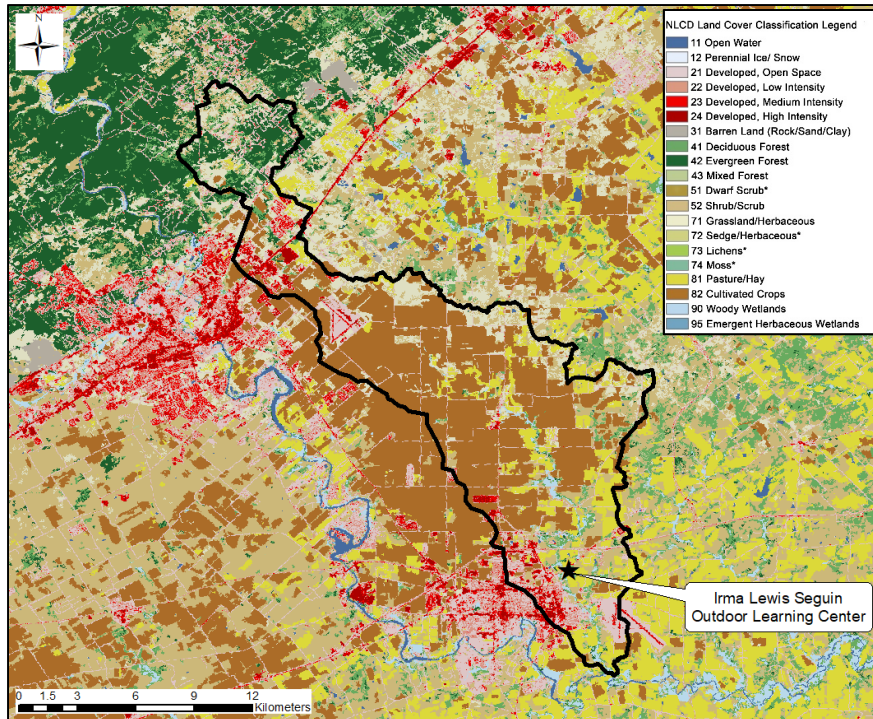 N
NLCD Land Cover Classification Legend
11 Open Water
12 Perennial Ice/ Snow
21 Developed, Open Space
22 Developed, Low Intensity
23 Developed, Medium Intensity
24 Developed, High Intensity
31 Barren Land (Rock/Sand/Clay)
41 Deciduous Forest
42 Evergreen Forest
43 Mixed Forest
51 Dwarf Scrub*
52 Shrub/Scrub
71 Grassland/Herbaceous
72 Sedge/Herbaceous*
73 Lichens*
74 Moss*
81 Pasture/Hay
82 Cultivated Crops
90 Woody Wetlands
95 Emergent Herbaceous Wetlands
Irma Lewis Seguin
Outdoor Learning Center
0 1.5 3 6 9 12
Kilometers